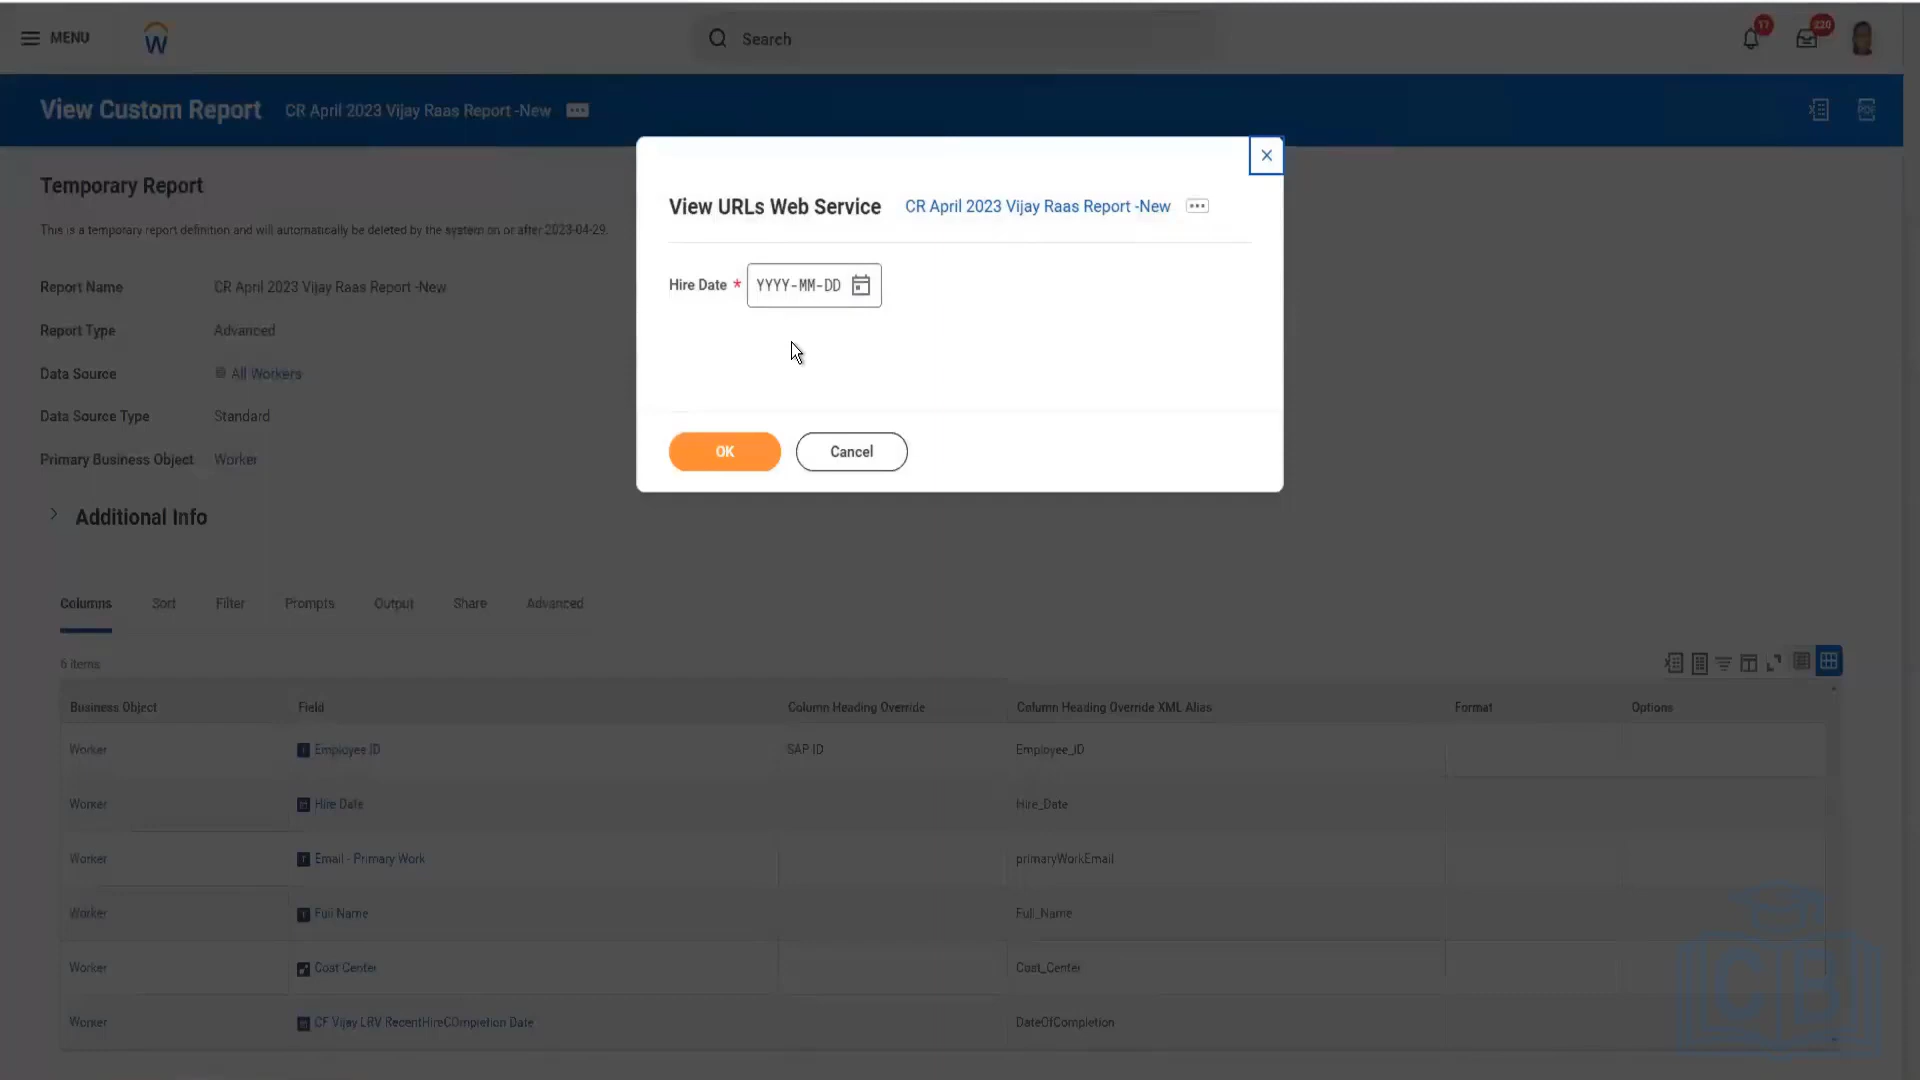 MENU
W
Search
17
220
View Custom Report CR April 2023 Vijay Raas Report -New
PDF
Temporary Report
This is a temporary report definition and will automatically be deleted by the system on or after 2023-04-29.
Report Name CR April 2023 Vijay Raas Report -New
Report Type Advanced
Data Source All Workers
Data Source Type Standard
Primary Business Object Worker
Additional Info
View URLs Web Service CR April 2023 Vijay Raas Report -New
Hire Date * YYYY-MM-DD
OK Cancel
Columns Sort Filter Prompts Output Share Advanced
6 items
Business Object Field Column Heading Override Column Heading Override XML Alias Format Options
Worker Employee ID SAP ID Employee_ID
Worker Hire Date Hire_Date
Worker Email - Primary Work primaryWorkEmail
Worker Full Name Full_Name
Worker Cost Center Cost_Center
Worker CF Vijay LRV RecentHireCOmpletion Date DateOfCompletion
CB